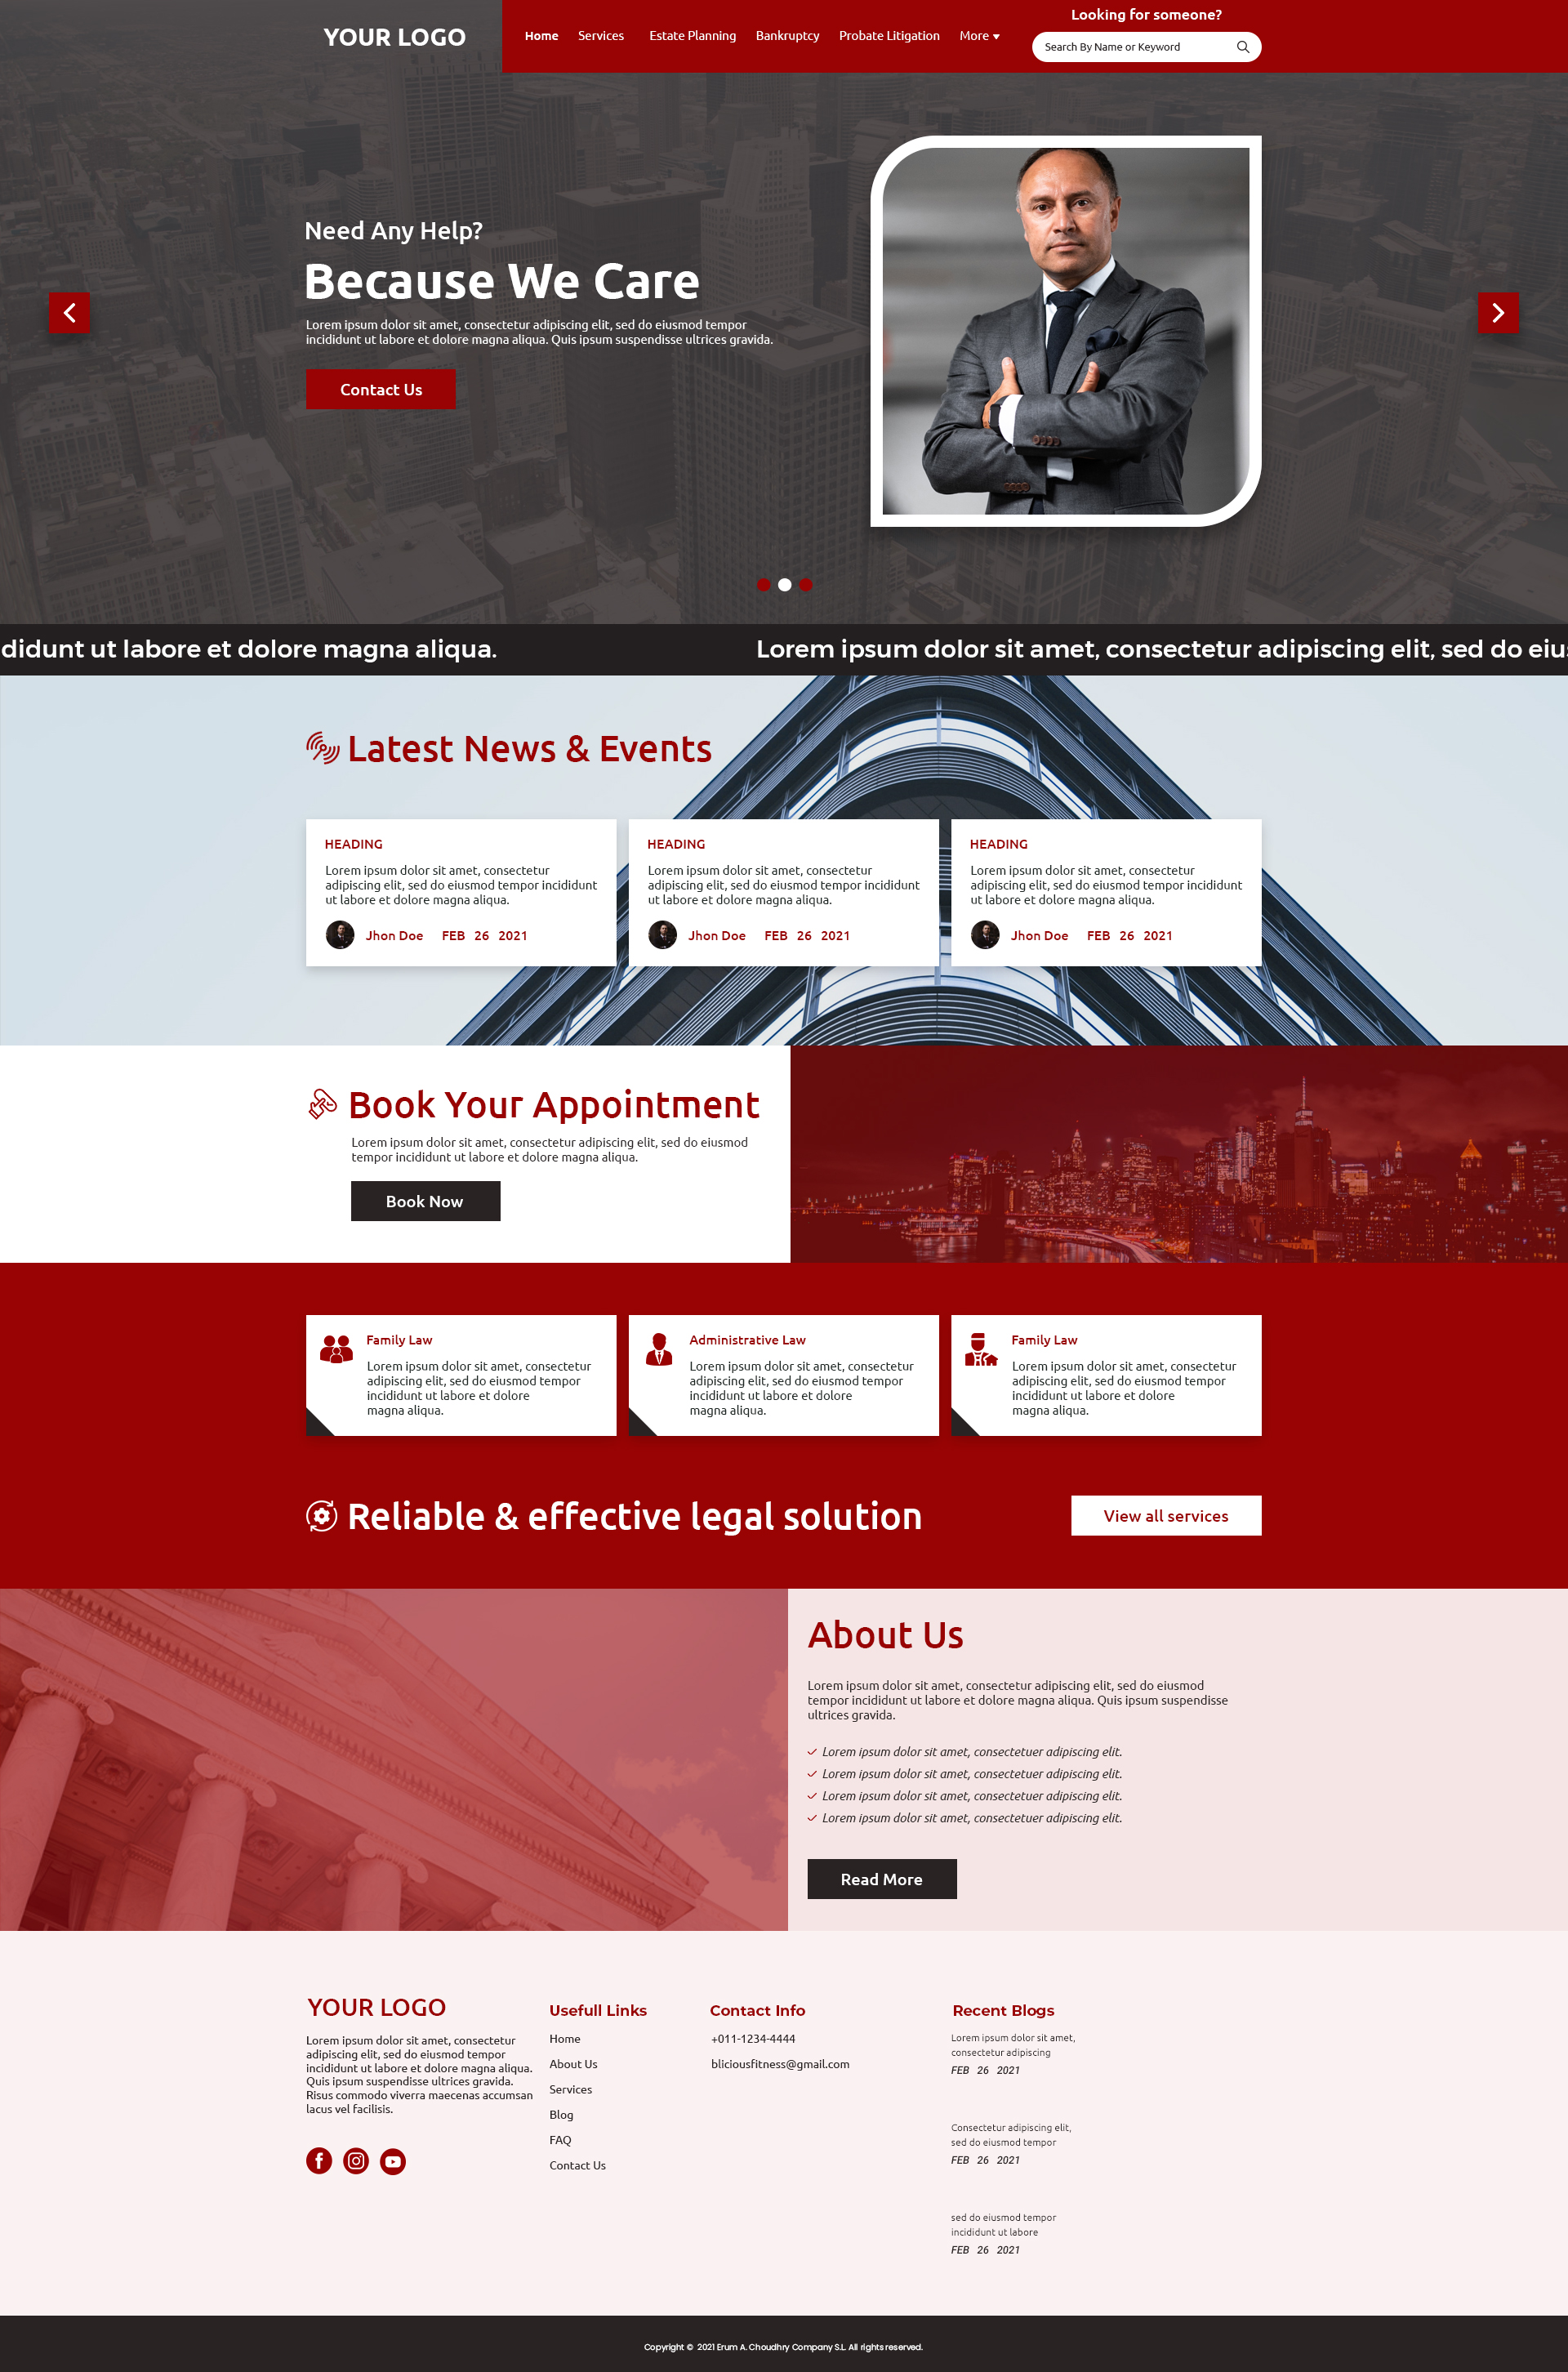 YOUR LOGO
Home Services Estate Planning Bankruptcy Probate Litigation More
Looking for someone?
Search By Name or Keyword
Need Any Help?
Because We Care
Lorem ipsum dolor sit amet, consectetur adipiscing elit, sed do eiusmod tempor
incididunt ut labore et dolore magna aliqua. Quis ipsum suspendisse ultrices gravida.
Contact Us
didunt ut labore et dolore magna aliqua. Lorem ipsum dolor sit amet, consectetur adipiscing elit, sed do eius
Latest News & Events
HEADING
Lorem ipsum dolor sit amet, consectetur
adipiscing elit, sed do eiusmod tempor incididunt
ut labore et dolore magna aliqua.
Jhon Doe FEB 26 2021
HEADING
Lorem ipsum dolor sit amet, consectetur
adipiscing elit, sed do eiusmod tempor incididunt
ut labore et dolore magna aliqua.
Jhon Doe FEB 26 2021
HEADING
Lorem ipsum dolor sit amet, consectetur
adipiscing elit, sed do eiusmod tempor incididunt
ut labore et dolore magna aliqua.
Jhon Doe FEB 26 2021
Book Your Appointment
Lorem ipsum dolor sit amet, consectetur adipiscing elit, sed do eiusmod
tempor incididunt ut labore et dolore magna aliqua.
Book Now
Family Law
Lorem ipsum dolor sit amet, consectetur
adipiscing elit, sed do eiusmod tempor
incididunt ut labore et dolore
magna aliqua.
Administrative Law
Lorem ipsum dolor sit amet, consectetur
adipiscing elit, sed do eiusmod tempor
incididunt ut labore et dolore
magna aliqua.
Family Law
Lorem ipsum dolor sit amet, consectetur
adipiscing elit, sed do eiusmod tempor
incididunt ut labore et dolore
magna aliqua.
Reliable & effective legal solution
View all services
About Us
Lorem ipsum dolor sit amet, consectetur adipiscing elit, sed do eiusmod
tempor incididunt ut labore et dolore magna aliqua. Quis ipsum suspendisse
ultrices gravida.
Lorem ipsum dolor sit amet, consectetuer adipiscing elit.
Lorem ipsum dolor sit amet, consectetuer adipiscing elit.
Lorem ipsum dolor sit amet, consectetuer adipiscing elit.
Lorem ipsum dolor sit amet, consectetuer adipiscing elit.
Read More
YOUR LOGO
Lorem ipsum dolor sit amet, consectetur
adipiscing elit, sed do eiusmod tempor
incididunt ut labore et dolore magna aliqua.
Quis ipsum suspendisse ultrices gravida.
Risus commodo viverra maecenas accumsan
lacus vel facilisis.
Usefull Links
Home
About Us
Services
Blog
FAQ
Contact Us
Contact Info
+011-1234-4444
bliciousfitness@gmail.com
Recent Blogs
Lorem ipsum dolor sit amet,
consectetur adipiscing
FEB 26 2021
Consectetur adipiscing elit,
sed do eiusmod tempor
FEB 26 2021
sed do eiusmod tempor
incididunt ut labore
FEB 26 2021
Copyright © 2021 Erum A. Choudhry Company S.L. All rights reserved.